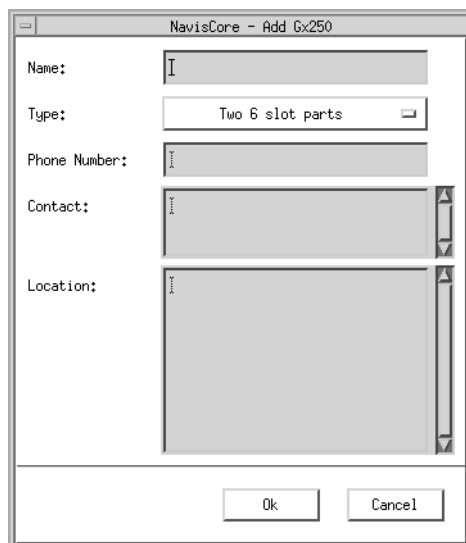 NavisCore - Add Gx250
Name:
Type: Two 6 slot parts
Phone Number:
Contact:
Location:
Ok Cancel